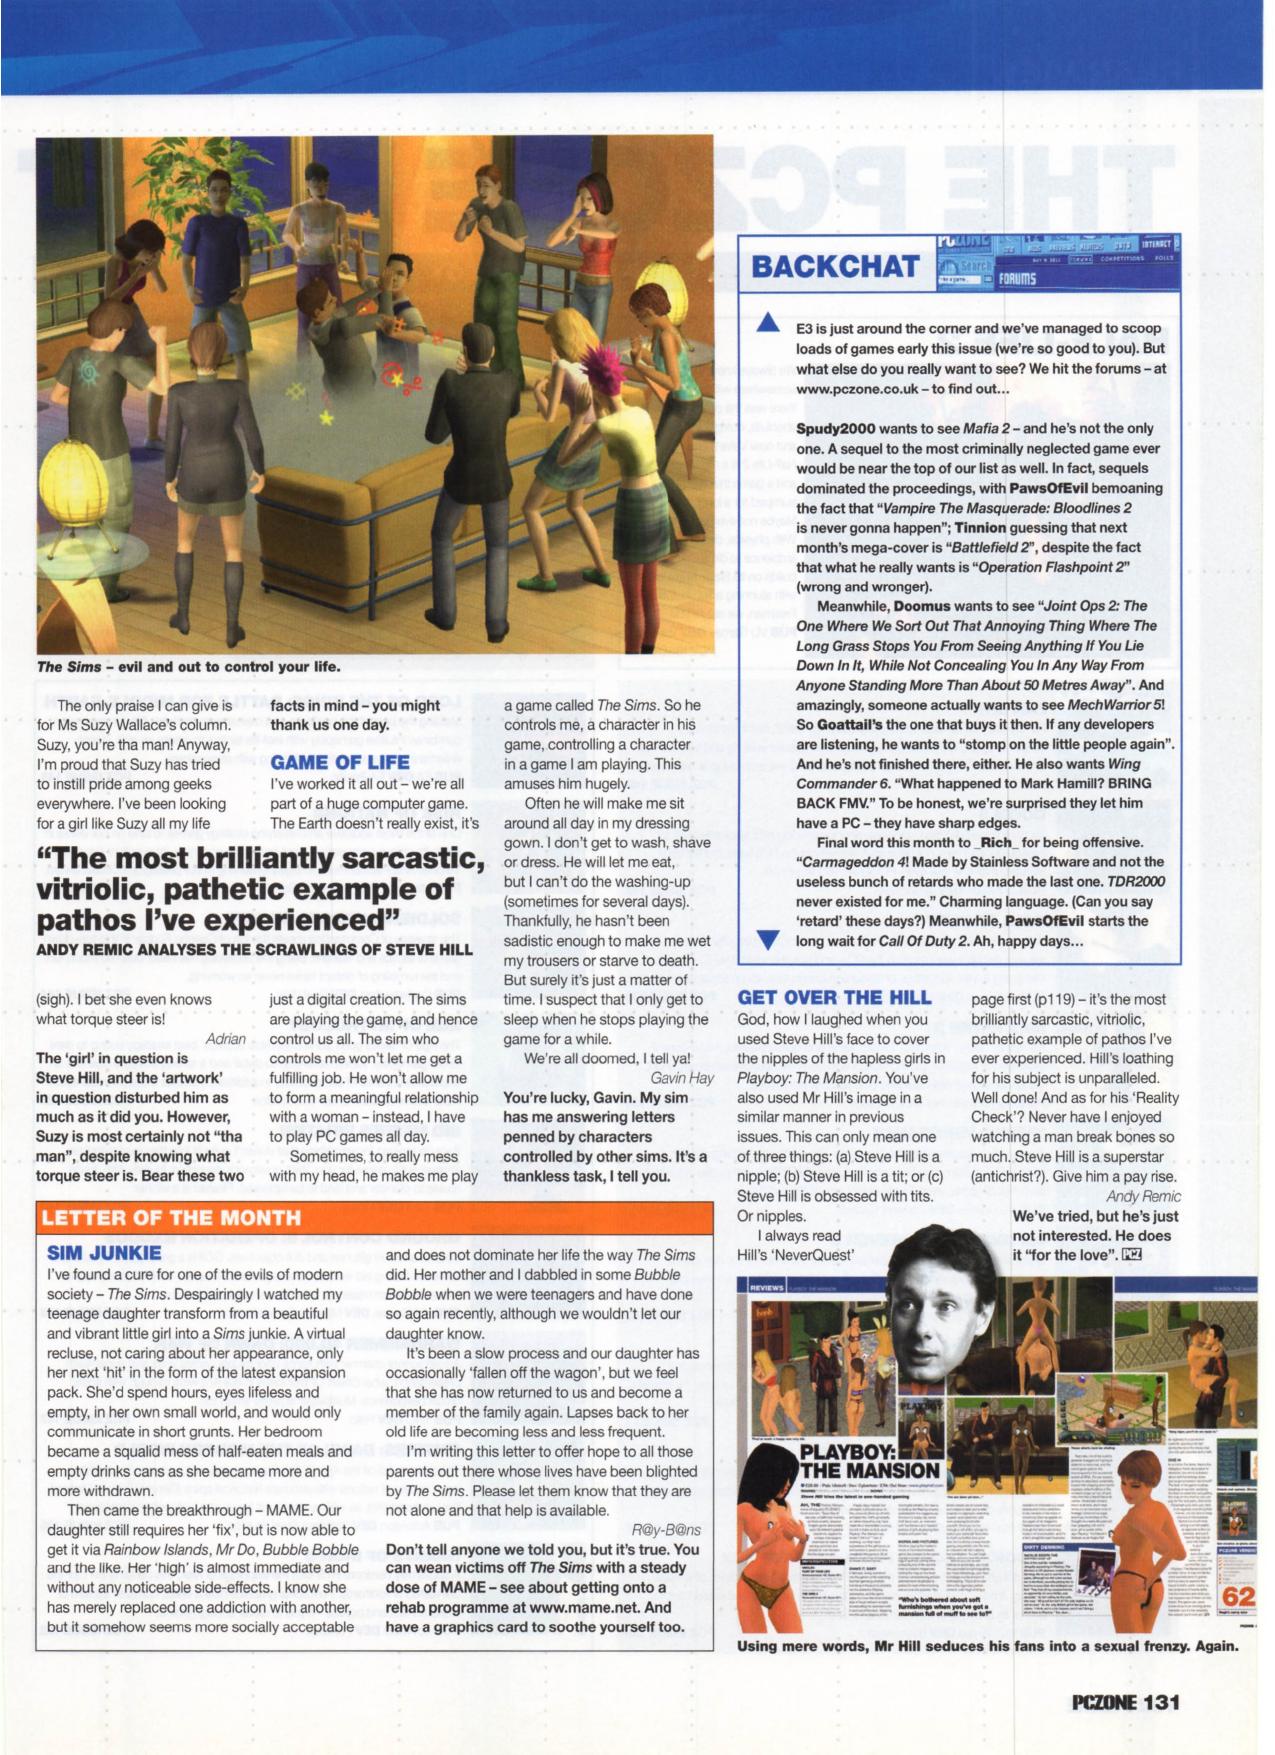 BACKCHAT
FORUMS
INTERACT
COMPETITIONS
POLLS
Search
E3 is just around the corner and we've managed to scoop
loads of games early this issue (we're so good to you). But
what else do you really want to see? We hit the forums – at
www.pczone.co.uk – to find out...
Spudy2000 wants to see Mafia 2 – and he's not the only
one. A sequel to the most criminally neglected game ever
would be near the top of our list as well. In fact, sequels
dominated the proceedings, with PawsOfEvil bemoaning
the fact that “Vampire The Masquerade: Bloodlines 2
is never gonna happen”; Tinnion guessing that next
month's mega-cover is “Battlefield 2”, despite the fact
that what he really wants is “Operation Flashpoint 2”
(wrong and wronger).
Meanwhile, Doomus wants to see “Joint Ops 2: The
One Where We Sort Out That Annoying Thing Where The
Long Grass Stops You From Seeing Anything If You Lie
Down In It, While Not Concealing You In Any Way From
Anyone Standing More Than About 50 Metres Away”. And
amazingly, someone actually wants to see MechWarrior 5!
So Goattail's the one that buys it then. If any developers
are listening, he wants to “stomp on the little people again”.
And he's not finished there, either. He also wants Wing
Commander 6. “What happened to Mark Hamill? BRING
BACK FMV.” To be honest, we're surprised they let him
have a PC – they have sharp edges.
Final word this month to _Rich_ for being offensive.
“Carmageddon 4! Made by Stainless Software and not the
useless bunch of retards who made the last one. TDR2000
never existed for me.” Charming language. (Can you say
‘retard’ these days?) Meanwhile, PawsOfEvil starts the
long wait for Call Of Duty 2. Ah, happy days...
The Sims – evil and out to control your life.
The only praise I can give is
for Ms Suzy Wallace's column.
Suzy, you're tha man! Anyway,
I'm proud that Suzy has tried
to instill pride among geeks
everywhere. I've been looking
for a girl like Suzy all my life
“The most brilliantly sarcastic,
vitriolic, pathetic example of
pathos I've experienced”
ANDY REMIC ANALYSES THE SCRAWLINGS OF STEVE HILL
(sigh). I bet she even knows
what torque steer is!
Adrian
The ‘girl’ in question is
Steve Hill, and the ‘artwork’
in question disturbed him as
much as it did you. However,
Suzy is most certainly not “tha
man”, despite knowing what
torque steer is. Bear these two
facts in mind – you might
thank us one day.
GAME OF LIFE
I've worked it all out – we're all
part of a huge computer game.
The Earth doesn't really exist, it's
just a digital creation. The sims
are playing the game, and hence
control us all. The sim who
controls me won't let me get a
fulfilling job. He won't allow me
to form a meaningful relationship
with a woman – instead, I have
to play PC games all day.
Sometimes, to really mess
with my head, he makes me play
a game called The Sims. So he
controls me, a character in his
game, controlling a character
in a game I am playing. This
amuses him hugely.
Often he will make me sit
around all day in my dressing
gown. I don't get to wash, shave
or dress. He will let me eat,
but I can't do the washing-up
(sometimes for several days).
Thankfully, he hasn't been
sadistic enough to make me wet
my trousers or starve to death.
But surely it's just a matter of
time. I suspect that I only get to
sleep when he stops playing the
game for a while.
We're all doomed, I tell ya!
Gavin Hay
You're lucky, Gavin. My sim
has me answering letters
penned by characters
controlled by other sims. It's a
thankless task, I tell you.
GET OVER THE HILL
God, how I laughed when you
used Steve Hill's face to cover
the nipples of the hapless girls in
Playboy: The Mansion. You've
also used Mr Hill's image in a
similar manner in previous
issues. This can only mean one
of three things: (a) Steve Hill is a
nipple; (b) Steve Hill is a tit; or (c)
Steve Hill is obsessed with tits.
Or nipples.
I always read
Hill's ‘NeverQuest’
page first (p119) – it's the most
brilliantly sarcastic, vitriolic,
pathetic example of pathos I've
ever experienced. Hill's loathing
for his subject is unparalleled.
Well done! And as for his ‘Reality
Check’? Never have I enjoyed
watching a man break bones so
much. Steve Hill is a superstar
(antichrist?). Give him a pay rise.
Andy Remic
We've tried, but he's just
not interested. He does
it “for the love”. PCZ
LETTER OF THE MONTH
SIM JUNKIE
I've found a cure for one of the evils of modern
society – The Sims. Despairingly I watched my
teenage daughter transform from a beautiful
and vibrant little girl into a Sims junkie. A virtual
recluse, not caring about her appearance, only
her next ‘hit’ in the form of the latest expansion
pack. She'd spend hours, eyes lifeless and
empty, in her own small world, and would only
communicate in short grunts. Her bedroom
became a squalid mess of half-eaten meals and
empty drinks cans as she became more and
more withdrawn.
Then came the breakthrough – MAME. Our
daughter still requires her ‘fix’, but is now able to
get it via Rainbow Islands, Mr Do, Bubble Bobble
and the like. Her ‘high’ is almost immediate and
without any noticeable side-effects. I know she
has merely replaced one addiction with another,
but it somehow seems more socially acceptable
and does not dominate her life the way The Sims
did. Her mother and I dabbled in some Bubble
Bobble when we were teenagers and have done
so again recently, although we wouldn't let our
daughter know.
It's been a slow process and our daughter has
occasionally ‘fallen off the wagon’, but we feel
that she has now returned to us and become a
member of the family again. Lapses back to her
old life are becoming less and less frequent.
I'm writing this letter to offer hope to all those
parents out there whose lives have been blighted
by The Sims. Please let them know that they are
not alone and that help is available.
R@y-B@ns
Don't tell anyone we told you, but it's true. You
can wean victims off The Sims with a steady
dose of MAME – see about getting onto a
rehab programme at www.mame.net. And
have a graphics card to soothe yourself too.
REVIEWS
PLAYBOY:
THE MANSION
“Who's bothered about soft
furnishings when you've got a
mansion full of muff to see to?”
DIRTY DENNING
62
Using mere words, Mr Hill seduces his fans into a sexual frenzy. Again.
PCZONE 131